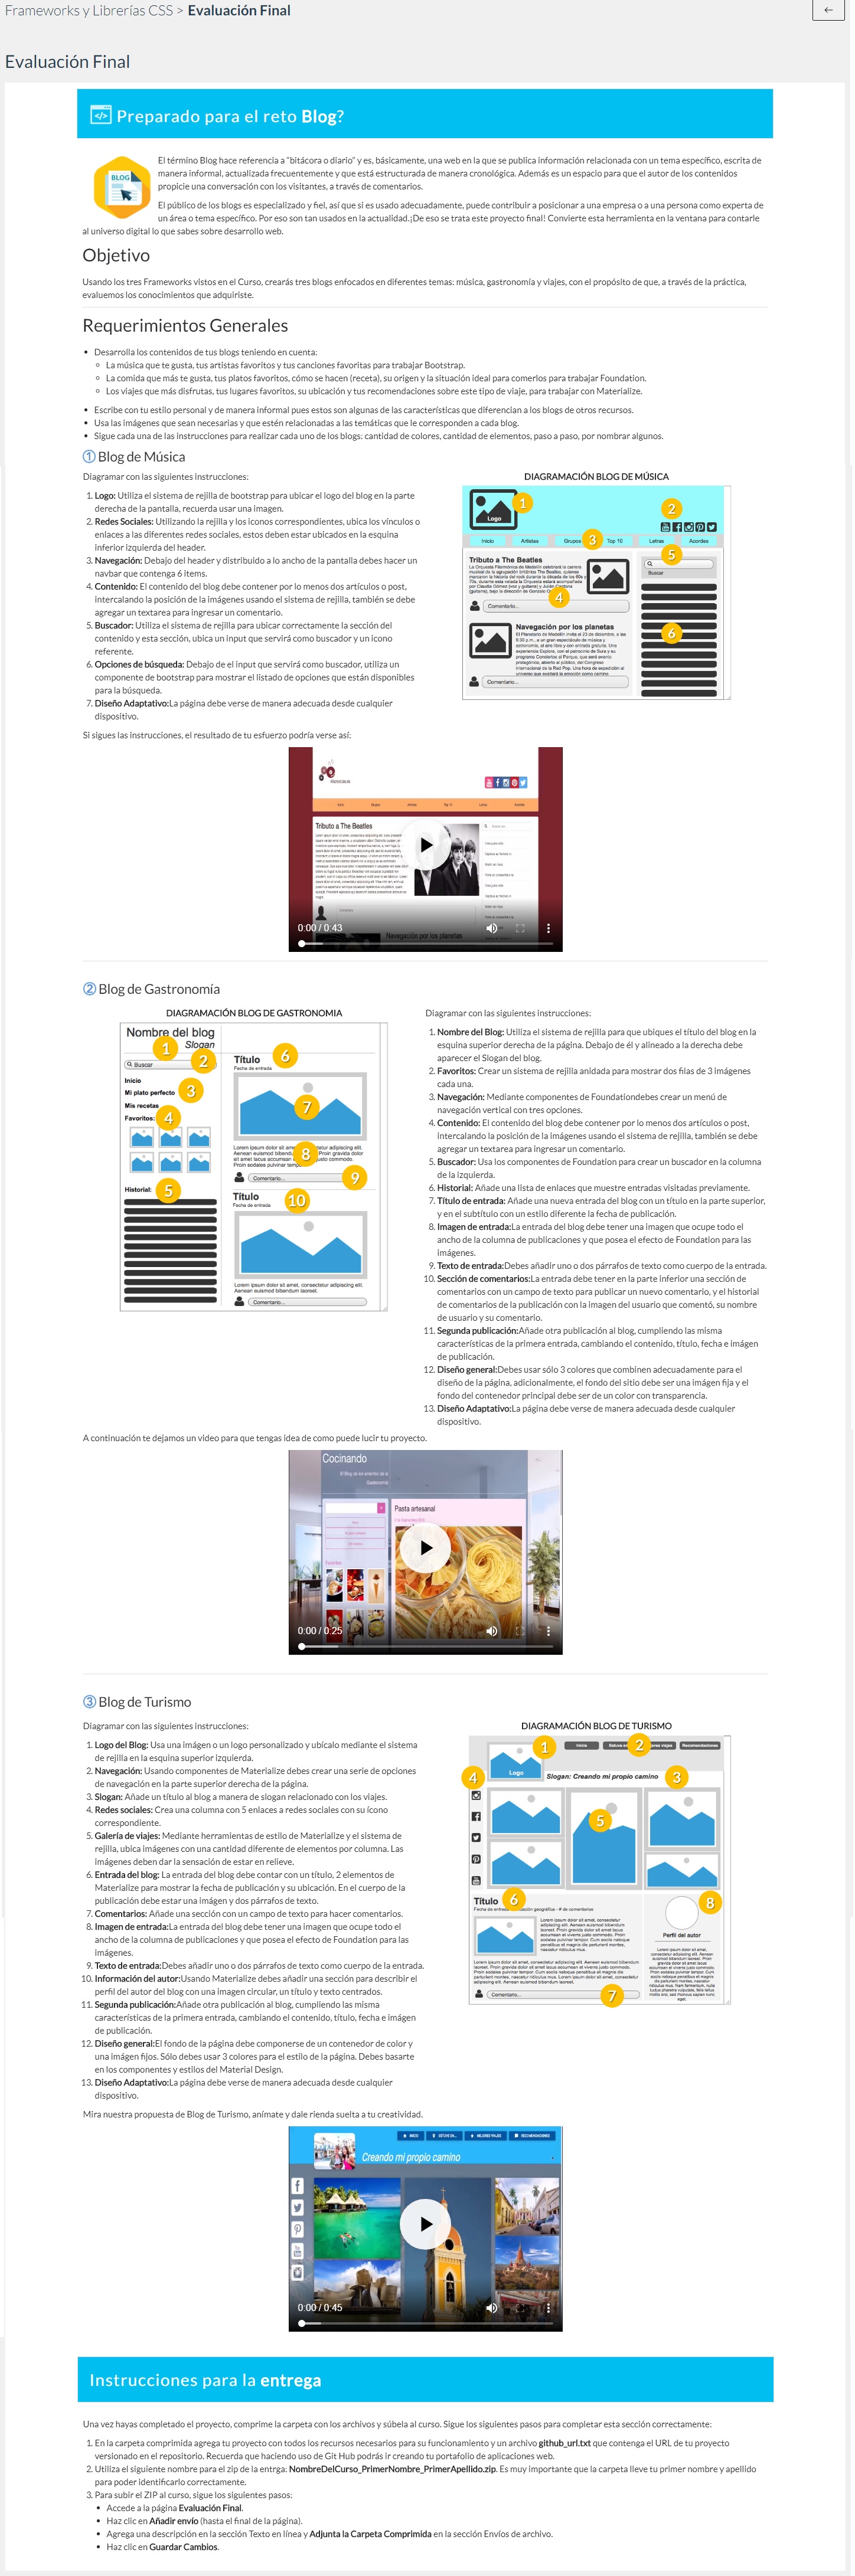 Frameworks y Librerías CSS > Evaluación Final
←
Evaluación Final
Preparado para el reto Blog?
El término Blog hace referencia a "bitácora o diario" y es, básicamente, una web en la que se publica información relacionada con un tema específico, escrita de
manera informal, actualizada frecuentemente y que está estructurada de manera cronológica. Además es un espacio para que el autor de los contenidos
propicie una conversación con los visitantes, a través de comentarios.
BLOG
El público de los blogs es especializado y fiel, así que si es usado adecuadamente, puede contribuir a posicionar a una empresa o a una persona como experta de
un área o tema específico. Por eso son tan usados en la actualidad.¡De eso se trata este proyecto final! Convierte esta herramienta en la ventana para contarle
al universo digital lo que sabes sobre desarrollo web.
Objetivo
Usando los tres Frameworks vistos en el Curso, crearás tres blogs enfocados en diferentes temas: música, gastronomía y viajes, con el propósito de que, a través de la práctica,
evaluemos los conocimientos que adquiriste.
Requerimientos Generales
• Desarrolla los contenidos de tus blogs teniendo en cuenta:
○ La música que te gusta, tus artistas favoritos y tus canciones favoritas para trabajar Bootstrap.
○ La comida que más te gusta, tus platos favoritos, cómo se hacen (receta), su origen y la situación ideal para comerlos para trabajar Foundation.
○ Los viajes que más disfrutas, tus lugares favoritos, su ubicación y tus recomendaciones sobre este tipo de viaje, para trabajar con Materialize.
• Escribe con tu estilo personal y de manera informal pues estos son algunas de las características que diferencian a los blogs de otros recursos.
• Usa las imágenes que sean necesarias y que estén relacionadas a las temáticas que le corresponden a cada blog.
• Sigue cada una de las instrucciones para realizar cada uno de los blogs: cantidad de colores, cantidad de elementos, paso a paso, por nombrar algunos.
① Blog de Música
Diagramar con las siguientes instrucciones:
1. Logo: Utiliza el sistema de rejilla de bootstrap para ubicar el logo del blog en la parte
derecha de la pantalla, recuerda usar una imagen.
2. Redes Sociales: Utilizando la rejilla y los iconos correspondientes, ubica los vínculos o
enlaces a las diferentes redes sociales, estos deben estar ubicados en la esquina
inferior izquierda del header.
3. Navegación: Debajo del header y distribuido a lo ancho de la pantalla debes hacer un
navbar que contenga 6 items.
4. Contenido: El contenido del blog debe contener por lo menos dos artículos o post,
intercalando la posición de la imágenes usando el sistema de rejilla, también se debe
agregar un textarea para ingresar un comentario.
5. Buscador: Utiliza el sistema de rejilla para ubicar correctamente la sección del
contenido y esta sección, ubica un input que servirá como buscador y un icono
referente.
6. Opciones de búsqueda: Debajo del input que servirá como buscador, utiliza un
componente de bootstrap para mostrar el listado de opciones que están disponibles
para la búsqueda.
7. Diseño Adaptativo:La página debe verse de manera adecuada desde cualquier
dispositivo.
DIAGRAMACIÓN BLOG DE MÚSICA
Logo
1
2
Inicio Artistas Grupos 3 Top 10 Letras Acordes
Tributo a The Beatles
4
Comentario...
5
Buscar
6
Navegación por los planetas
Comentario...
Si sigues las instrucciones, el resultado de tu esfuerzo podría verse así:
Tributo a The Beatles
Navegación por los planetas
0:00 / 0:43
② Blog de Gastronomía
DIAGRAMACIÓN BLOG DE GASTRONOMIA
Nombre del blog
Slogan
1
2
Buscar
Inicio
Mi plato perfecto
3
Mis recetas
Favoritos:
4
Historial:
5
Título
6
Fecha de entrada
7
Lorem ipsum dolor sit amet, consectetur adipiscing elit.
8
Comentario...
9
Título
10
Fecha de entrada
Lorem ipsum dolor sit amet, consectetur adipiscing elit.
Aenean euismod bibendum laoreet.
Comentario...
Diagramar con las siguientes instrucciones:
1. Nombre del Blog: Utiliza el sistema de rejilla para que ubiques el título del blog en la
esquina superior derecha de la página. Debajo de él y alineado a la derecha debe
aparecer el Slogan del blog.
2. Favoritos: Crear un sistema de rejilla anidada para mostrar dos filas de 3 imágenes
cada una.
3. Navegación: Mediante componentes de Foundationdebes crear un menú de
navegación vertical con tres opciones.
4. Contenido: El contenido del blog debe contener por lo menos dos artículos o post,
intercalando la posición de la imágenes usando el sistema de rejilla, también se debe
agregar un textarea para ingresar un comentario.
5. Buscador: Usa los componentes de Foundation para crear un buscador en la columna
de la izquierda.
6. Historial: Añade una lista de enlaces que muestre entradas visitadas previamente.
7. Título de entrada: Añade una nueva entrada del blog con un título en la parte superior,
y en el subtítulo con un estilo diferente la fecha de publicación.
8. Imagen de entrada:La entrada del blog debe tener una imagen que ocupe todo el
ancho de la columna de publicaciones y que posea el efecto de Foundation para las
imágenes.
9. Texto de entrada:Debes añadir uno o dos párrafos de texto como cuerpo de la entrada.
10. Sección de comentarios:La entrada debe tener en la parte inferior una sección de
comentarios con un campo de texto para publicar un nuevo comentario, y el historial
de comentarios de la publicación con la imagen del usuario que comentó, su nombre
de usuario y su comentario.
11. Segunda publicación:Añade otra publicación al blog, cumpliendo las misma
características de la primera entrada, cambiando el contenido, título, fecha e imágen
de publicación.
12. Diseño general:Debes usar sólo 3 colores que combinen adecuadamente para el
diseño de la página, adicionalmente, el fondo del sitio debe ser una imágen fija y el
fondo del contenedor principal debe ser de un color con transparencia.
13. Diseño Adaptativo:La página debe verse de manera adecuada desde cualquier
dispositivo.
A continuación te dejamos un video para que tengas idea de como puede lucir tu proyecto.
Cocinando
Pasta artesanal
Favoritos
0:00 / 0:25
③ Blog de Turismo
Diagramar con las siguientes instrucciones:
1. Logo del Blog: Usa una imágen o un logo personalizado y ubícalo mediante el sistema
de rejilla en la esquina superior izquierda.
2. Navegación: Usando componentes de Materialize debes crear una serie de opciones
de navegación en la parte superior derecha de la página.
3. Slogan: Añade un título al blog a manera de slogan relacionado con los viajes.
4. Redes sociales: Crea una columna con 5 enlaces a redes sociales con su ícono
correspondiente.
5. Galería de viajes: Mediante herramientas de estilo de Materialize y el sistema de
rejilla, ubica imágenes con una cantidad diferente de elementos por columna. Las
imágenes deben dar la sensación de estar en relieve.
6. Entrada del blog: La entrada del blog debe contar con un título, 2 elementos de
Materialize para mostrar la fecha de publicación y su ubicación. En el cuerpo de la
publicación debe estar una imágen y dos párrafos de texto.
7. Comentarios: Añade una sección con un campo de texto para hacer comentarios.
8. Imagen de entrada:La entrada del blog debe tener una imagen que ocupe todo el
ancho de la columna de publicaciones y que posea el efecto de Foundation para las
imágenes.
9. Texto de entrada:Debes añadir uno o dos párrafos de texto como cuerpo de la entrada.
10. Información del autor:Usando Materialize debes añadir una sección para describir el
perfil del autor del blog con una imagen circular, un título y texto centrados.
11. Segunda publicación:Añade otra publicación al blog, cumpliendo las misma
características de la primera entrada, cambiando el contenido, título, fecha e imágen
de publicación.
12. Diseño general:El fondo de la página debe componerse de un contenedor de color y
una imágen fijos. Sólo debes usar 3 colores para el estilo de la página. Debes basarte
en los componentes y estilos del Material Design.
13. Diseño Adaptativo:La página debe verse de manera adecuada desde cualquier
dispositivo.
DIAGRAMACIÓN BLOG DE TURISMO
Logo
1
Inicio
2
Recomendaciones
Slogan: Creando mi propio camino
3
4
5
Título
6
8
Perfil del autor
Comentario...
7
Mira nuestra propuesta de Blog de Turismo, anímate y dale rienda suelta a tu creatividad.
Creando mi propio camino
0:00 / 0:45
Instrucciones para la entrega
Una vez hayas completado el proyecto, comprime la carpeta con los archivos y súbela al curso. Sigue los siguientes pasos para completar esta sección correctamente:
1. En la carpeta comprimida agrega tu proyecto con todos los recursos necesarios para su funcionamiento y un archivo github_url.txt que contenga el URL de tu proyecto
versionado en el repositorio. Recuerda que haciendo uso de Git Hub podrás ir creando tu portafolio de aplicaciones web.
2. Utiliza el siguiente nombre para el zip de la entrga: NombreDelCurso_PrimerNombre_PrimerApellido.zip. Es muy importante que la carpeta lleve tu primer nombre y apellido
para poder identificarlo correctamente.
3. Para subir el ZIP al curso, sigue los siguientes pasos:
• Accede a la página Evaluación Final.
• Haz clic en Añadir envío (hasta el final de la página).
• Agrega una descripción en la sección Texto en línea y Adjunta la Carpeta Comprimida en la sección Envíos de archivo.
• Haz clic en Guardar Cambios.